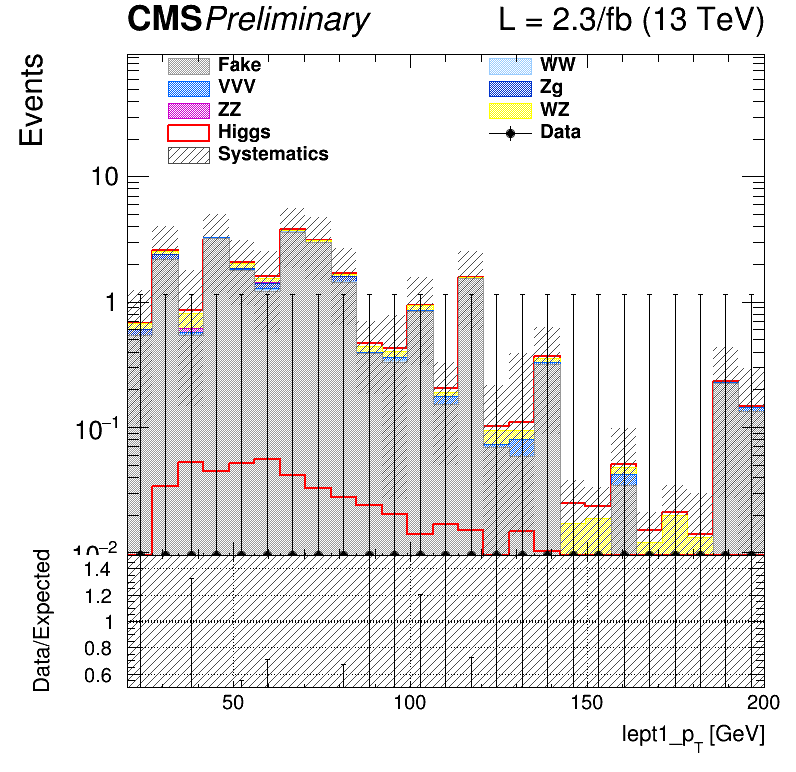 CMS Preliminary L = 2.3/fb (13 TeV)
Events
Fake WW
VVV Zg
ZZ WZ
Higgs Data
Systematics
10
1
10−1
10−2
Data/Expected
1.4
1.2
1
0.8
0.6
50 100 150 200
lept1_pT [GeV]